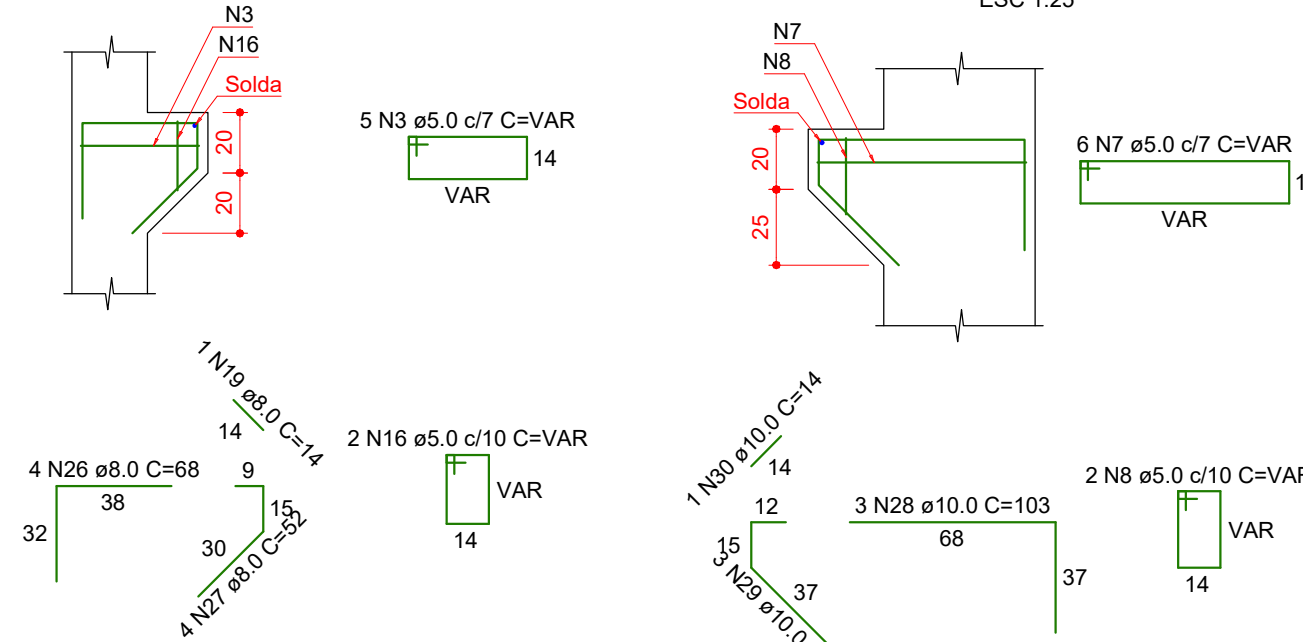 ESC 1:25
N3
N16
Solda
20
20
5 N3 ø5.0 c/7 C=VAR
14
VAR
N7
N8
Solda
20
25
6 N7 ø5.0 c/7 C=VAR
VAR
1 N19 ø8.0 C=14
14
4 N26 ø8.0 C=68
38
32
9
15
30
4 N27 ø8.0 C=52
2 N16 ø5.0 c/10 C=VAR
VAR
14
1 N30 ø10.0 C=14
14
12
15
37
3 N29 ø10.0
3 N28 ø10.0 C=103
68
37
2 N8 ø5.0 c/10 C=VAR
VAR
14